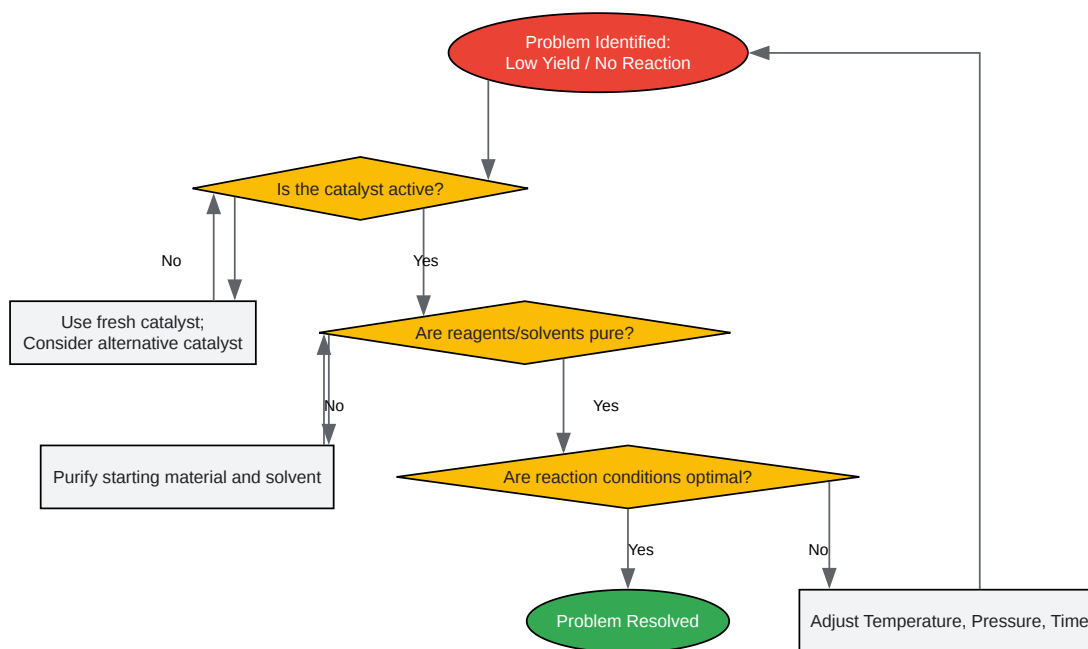 Problem Identified:
Low Yield / No Reaction
Is the catalyst active?
No
Yes
Use fresh catalyst;
Consider alternative catalyst
Are reagents/solvents pure?
No
Yes
Purify starting material and solvent
Are reaction conditions optimal?
Yes
No
Problem Resolved
Adjust Temperature, Pressure, Time